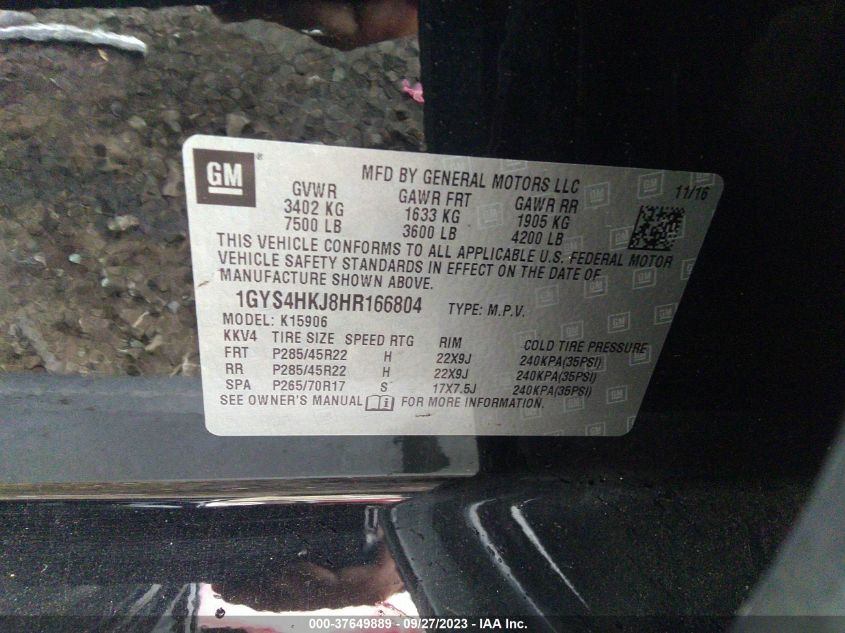 GM ®
MFD BY GENERAL MOTORS LLC 11/16
GVWR GAWR FRT GAWR RR
3402 KG 1633 KG 1905 KG
7500 LB 3600 LB 4200 LB
THIS VEHICLE CONFORMS TO ALL APPLICABLE U.S. FEDERAL MOTOR
VEHICLE SAFETY STANDARDS IN EFFECT ON THE DATE OF
MANUFACTURE SHOWN ABOVE.
1GYS4HKJ8HR166804 TYPE: M.P.V.
MODEL: K15906
KKV4 TIRE SIZE SPEED RTG RIM COLD TIRE PRESSURE
FRT P285/45R22 H 22X9J 240KPA(35PSI)
RR P285/45R22 H 22X9J 240KPA(35PSI)
SPA P265/70R17 S 17X7.5J 240KPA(35PSI)
SEE OWNER'S MANUAL FOR MORE INFORMATION.
000-37649889 - 09/27/2023 - IAA Inc.